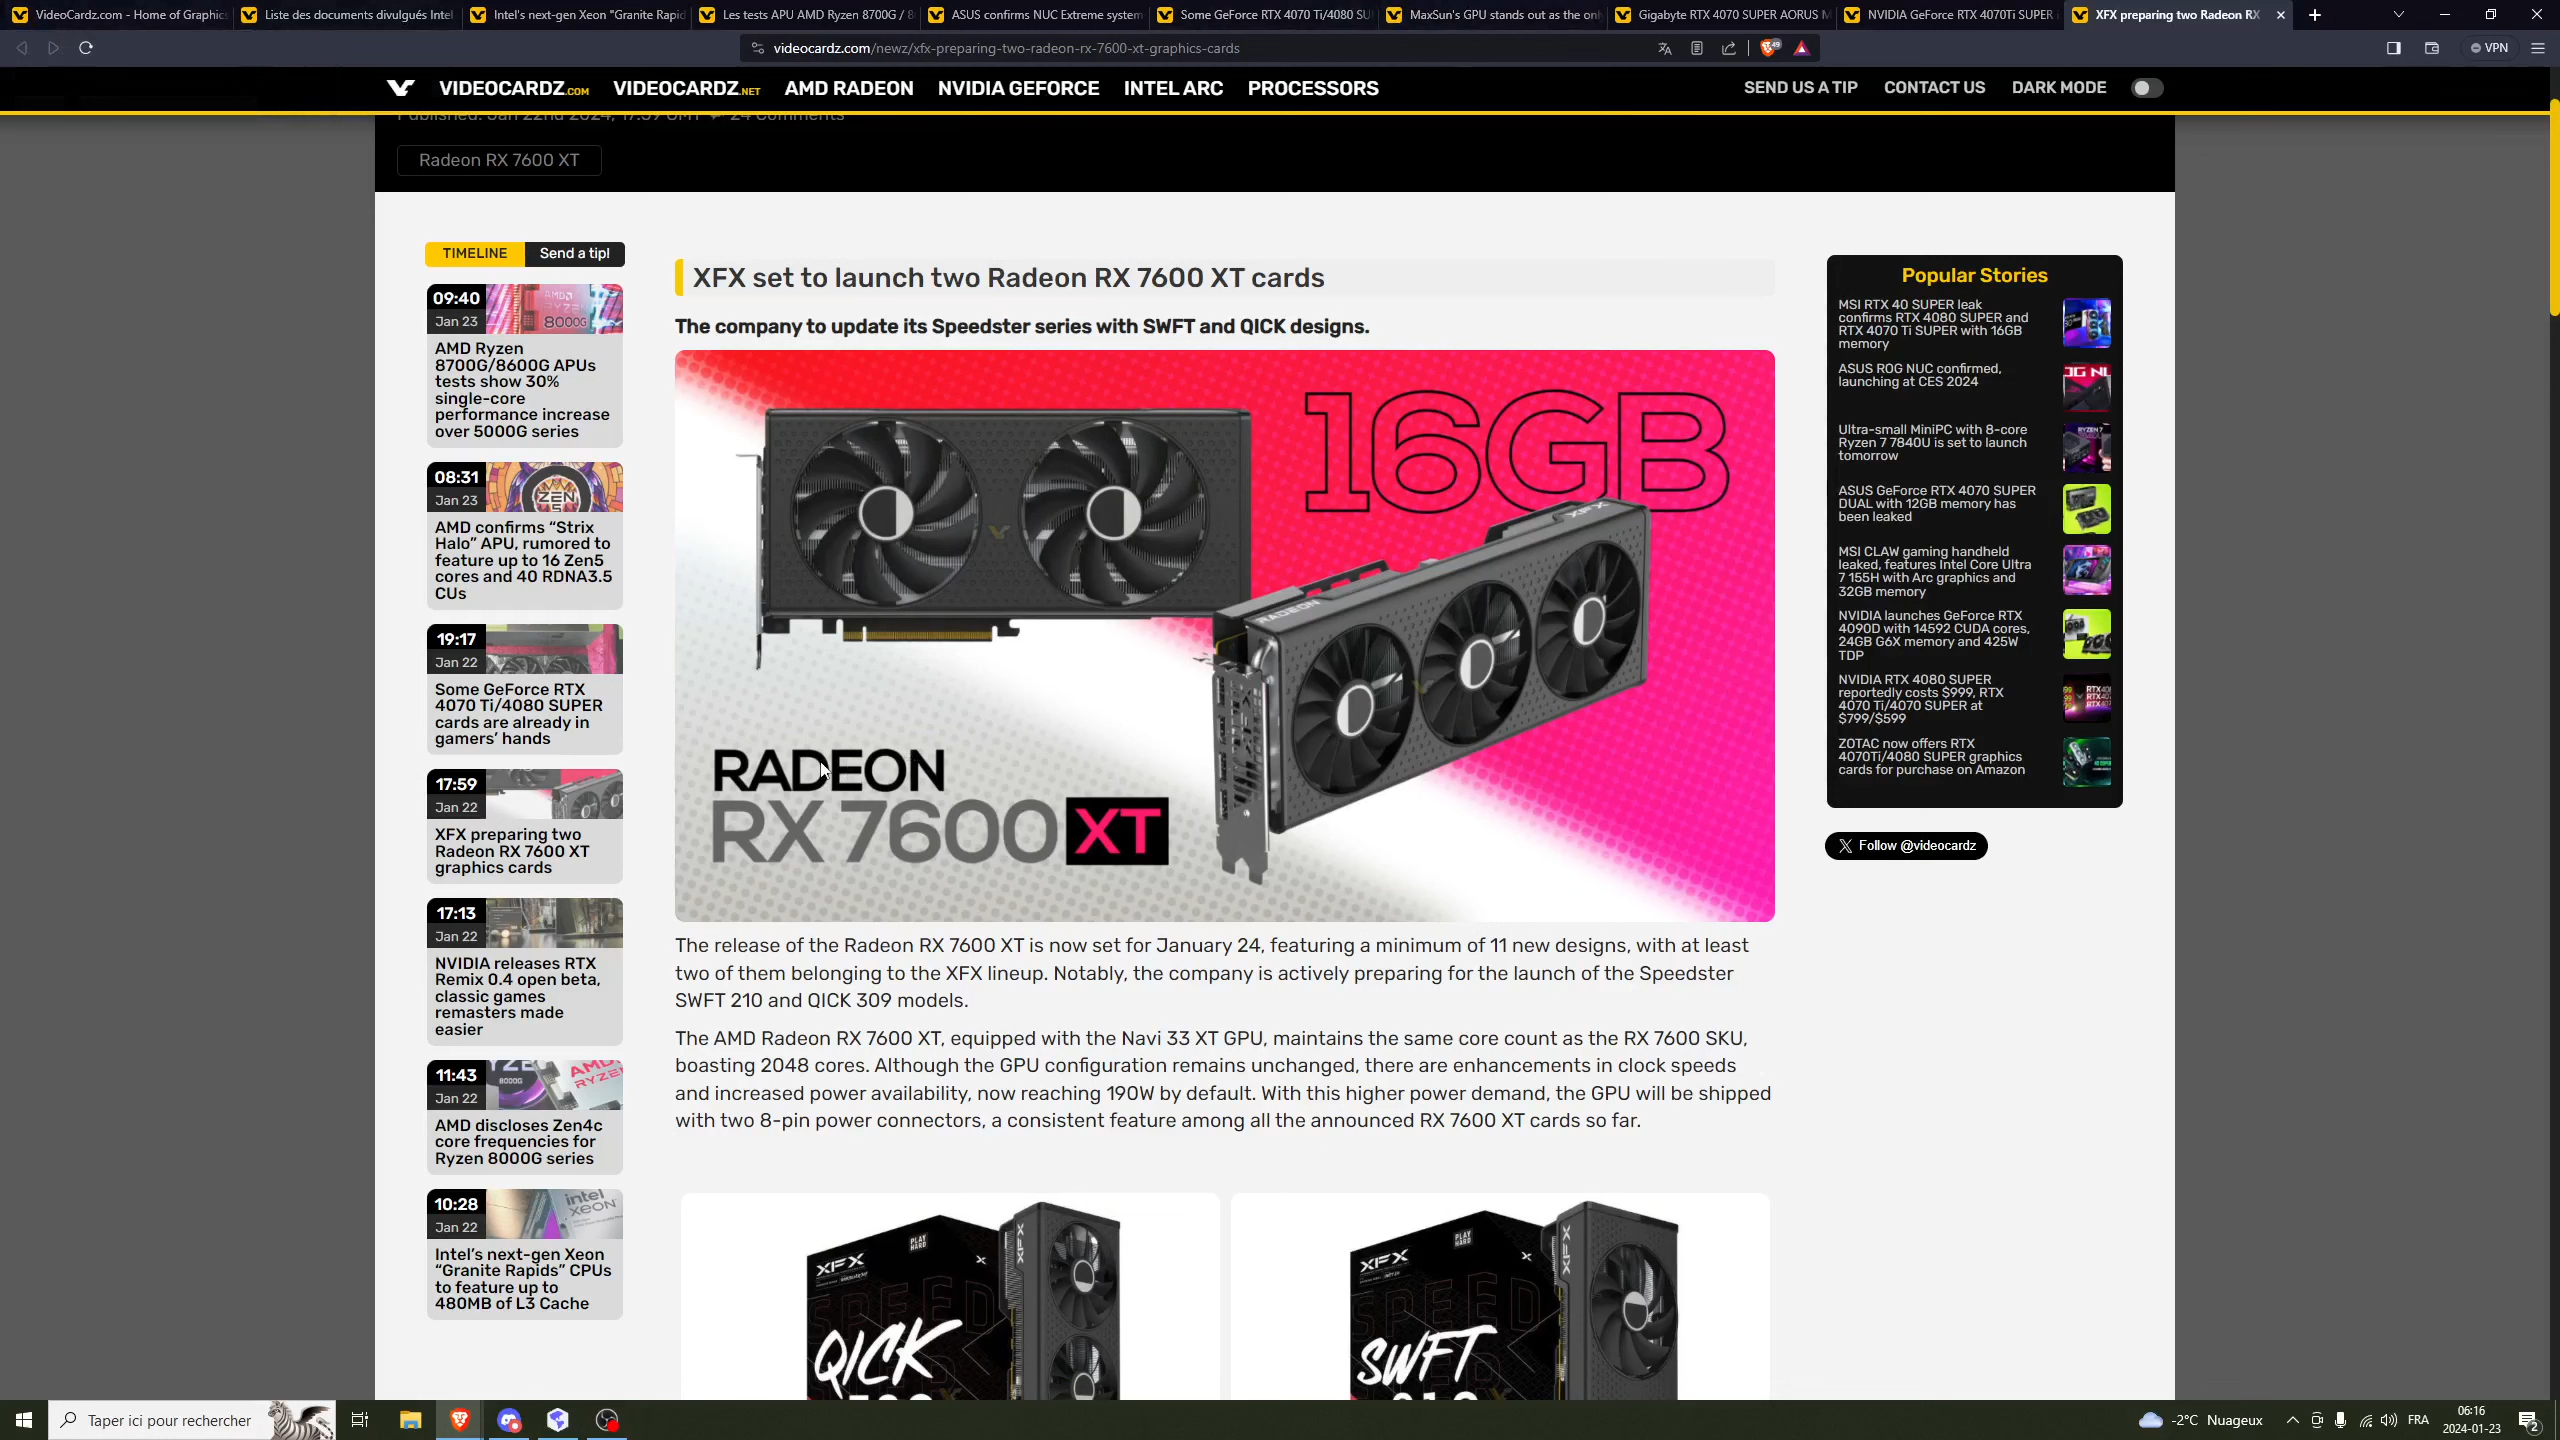 VideoCardz.com - Home of Graphics
Liste des documents divulgués Intel
Intel's next-gen Xeon "Granite Rapid
Les tests APU AMD Ryzen 8700G / 8
ASUS confirms NUC Extreme system
Some GeForce RTX 4070 Ti/4080 SU
MaxSun's GPU stands out as the onl
Gigabyte RTX 4070 SUPER AORUS M
NVIDIA GeForce RTX 4070Ti SUPER
XFX preparing two Radeon RX
videocardz.com/newz/xfx-preparing-two-radeon-rx-7600-xt-graphics-cards
VPN
VIDEOCARDZ.COM
VIDEOCARDZ.NET
AMD RADEON
NVIDIA GEFORCE
INTEL ARC
PROCESSORS
SEND US A TIP
CONTACT US
DARK MODE
Published: Jan 22nd 2024, 17:59 GMT
24 Comments
Radeon RX 7600 XT
TIMELINE
Send a tip!
09:40
Jan 23
AMD Ryzen
8700G/8600G APUs
tests show 30%
single-core
performance increase
over 5000G series
08:31
Jan 23
AMD confirms “Strix
Halo” APU, rumored to
feature up to 16 Zen5
cores and 40 RDNA3.5
CUs
19:17
Jan 22
Some GeForce RTX
4070 Ti/4080 SUPER
cards are already in
gamers’ hands
17:59
Jan 22
XFX preparing two
Radeon RX 7600 XT
graphics cards
17:13
Jan 22
NVIDIA releases RTX
Remix 0.4 open beta,
classic games
remasters made
easier
11:43
Jan 22
AMD discloses Zen4c
core frequencies for
Ryzen 8000G series
10:28
Jan 22
Intel’s next-gen Xeon
“Granite Rapids” CPUs
to feature up to
480MB of L3 Cache
XFX set to launch two Radeon RX 7600 XT cards
The company to update its Speedster series with SWFT and QICK designs.
16GB
XFX
RADEON
RADEON
RX 7600 XT
The release of the Radeon RX 7600 XT is now set for January 24, featuring a minimum of 11 new designs, with at least
two of them belonging to the XFX lineup. Notably, the company is actively preparing for the launch of the Speedster
SWFT 210 and QICK 309 models.
The AMD Radeon RX 7600 XT, equipped with the Navi 33 XT GPU, maintains the same core count as the RX 7600 SKU,
boasting 2048 cores. Although the GPU configuration remains unchanged, there are enhancements in clock speeds
and increased power availability, now reaching 190W by default. With this higher power demand, the GPU will be shipped
with two 8-pin power connectors, a consistent feature among all the announced RX 7600 XT cards so far.
XFX
PLAY
HARD
XFX
SPEED
QICK
XFX
PLAY
HARD
XFX
SPEED
SWFT
Popular Stories
MSI RTX 40 SUPER leak
confirms RTX 4080 SUPER and
RTX 4070 Ti SUPER with 16GB
memory
ASUS ROG NUC confirmed,
launching at CES 2024
Ultra-small MiniPC with 8-core
Ryzen 7 7840U is set to launch
tomorrow
ASUS GeForce RTX 4070 SUPER
DUAL with 12GB memory has
been leaked
MSI CLAW gaming handheld
leaked, features Intel Core Ultra
7 155H with Arc graphics and
32GB memory
NVIDIA launches GeForce RTX
4090D with 14592 CUDA cores,
24GB G6X memory and 425W
TDP
NVIDIA RTX 4080 SUPER
reportedly costs $999, RTX
4070 Ti/4070 SUPER at
$799/$599
ZOTAC now offers RTX
4070Ti/4080 SUPER graphics
cards for purchase on Amazon
Follow @videocardz
Taper ici pour rechercher
-2°C Nuageux
FRA
06:16
2024-01-23
2